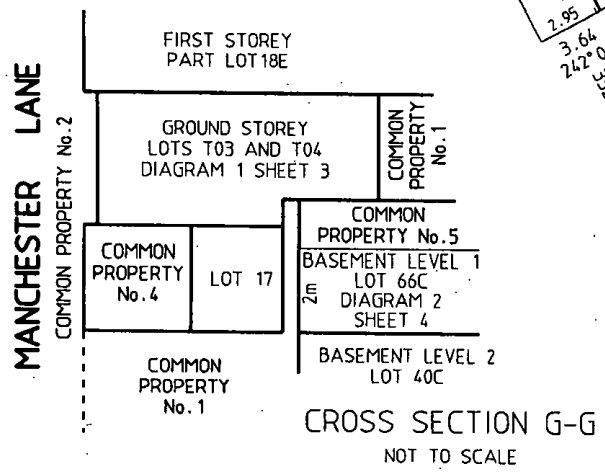 FIRST STOREY
PART LOT 18E
MANCHESTER LANE
COMMON PROPERTY No.2
GROUND STOREY
LOTS T03 AND T04
DIAGRAM 1 SHEET 3
COMMON
PROPERTY
No.1
COMMON
PROPERTY
No.4
LOT 17
COMMON
PROPERTY No.5
BASEMENT LEVEL 1
LOT 66C
2m
DIAGRAM 2
SHEET 4
BASEMENT LEVEL 2
LOT 40C
COMMON
PROPERTY
No.1
CROSS SECTION G-G
NOT TO SCALE
2.95
3.64